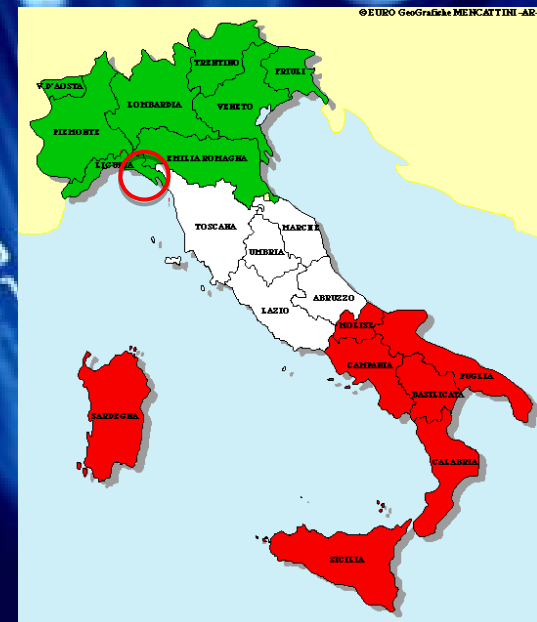 ©EURO GeoGrafiche MENCATTINI -AR-
TRENTINO
FRIULI
V.D'AOSTA
LOMBARDIA
VENETO
PIEMONTE
LIGURIA
EMILIA ROMAGNA
TOSCANA
MARCHE
UMBRIA
ABRUZZO
LAZIO
MOLISE
CAMPANIA
PUGLIA
BASILICATA
SARDEGNA
CALABRIA
SICILIA